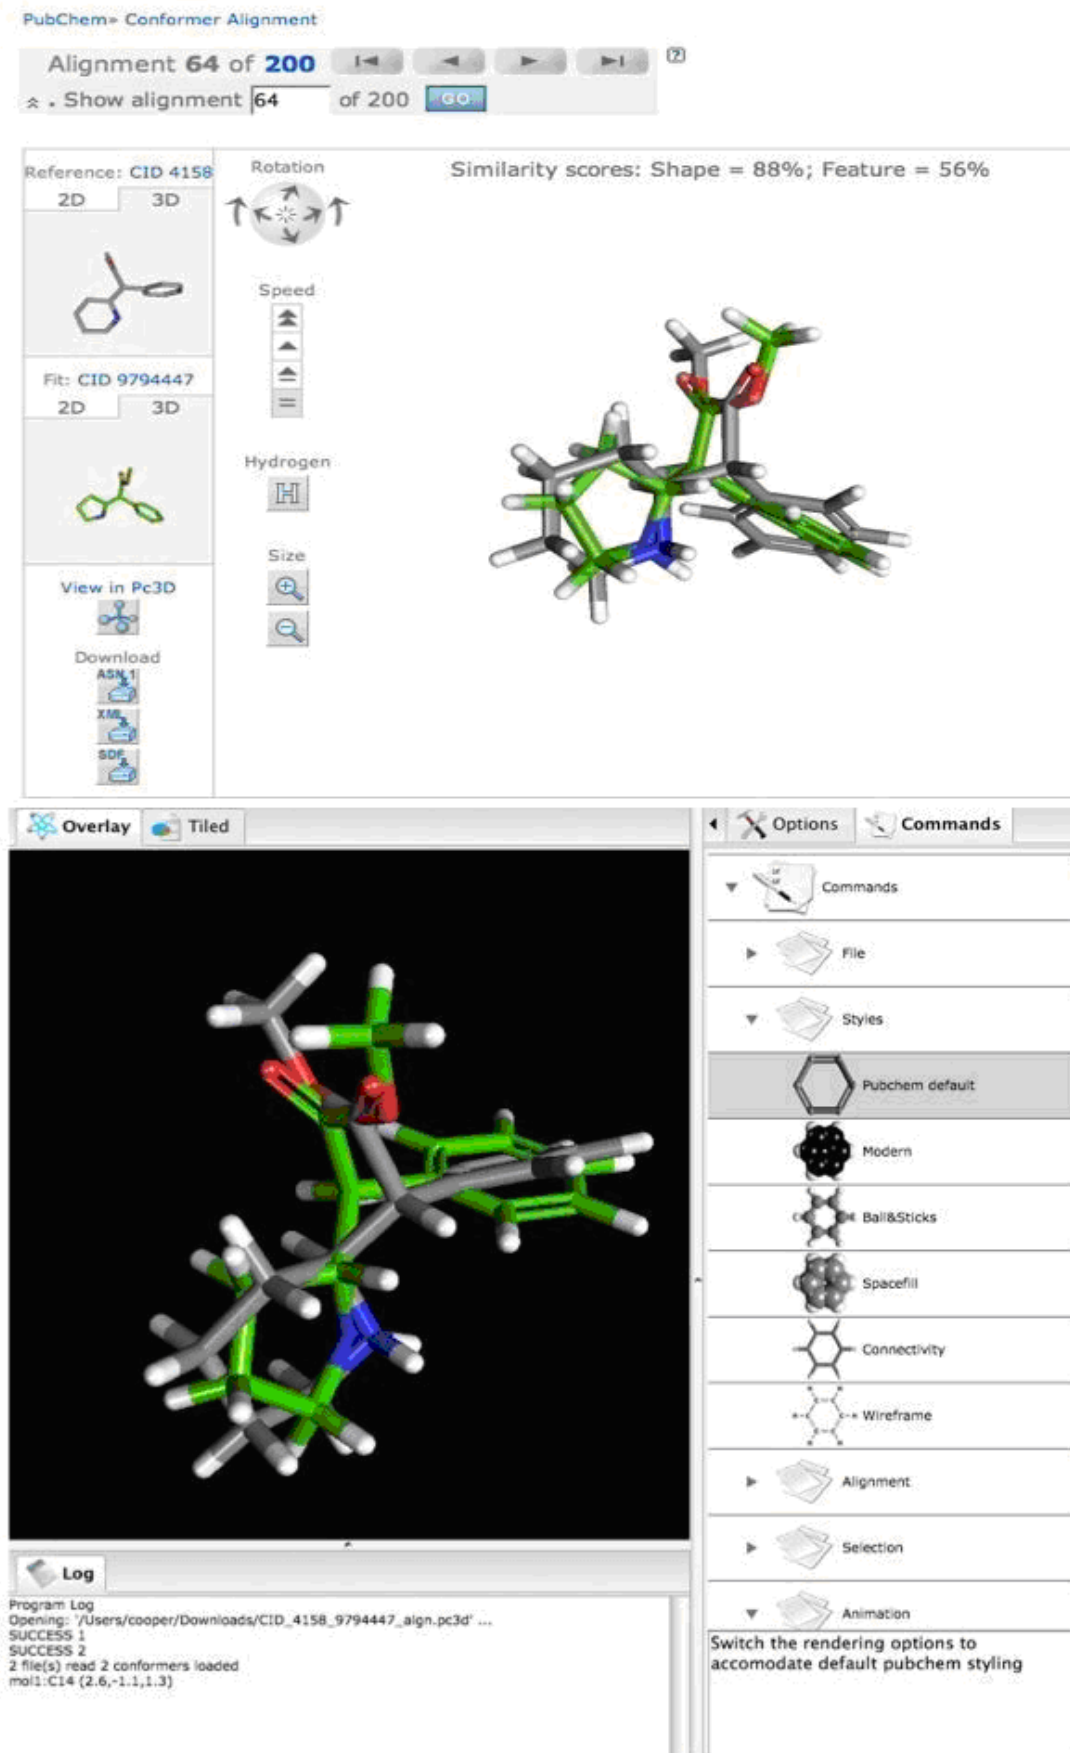 PubChem» Conformer Alignment
Alignment 64 of 200
Show alignment 64 of 200 GO
Reference: CID 4158
2D 3D
Rotation
Similarity scores: Shape = 88%; Feature = 56%
Speed
Fit: CID 9794447
2D 3D
Hydrogen
H
Size
View in Pc3D
Download
ASN.1
XML
SDF
Overlay Tiled
Options Commands
Commands
File
Styles
Pubchem default
Modern
Ball&Sticks
Spacefill
Connectivity
Wireframe
Alignment
Selection
Animation
Log
Program Log
Opening: '/Users/cooper/Downloads/CID_4158_9794447_algn.pc3d' ...
SUCCESS 1
SUCCESS 2
2 file(s) read 2 conformers loaded
mol1:C14 (2.6,-1.1,1.3)
Switch the rendering options to
accomodate default pubchem styling